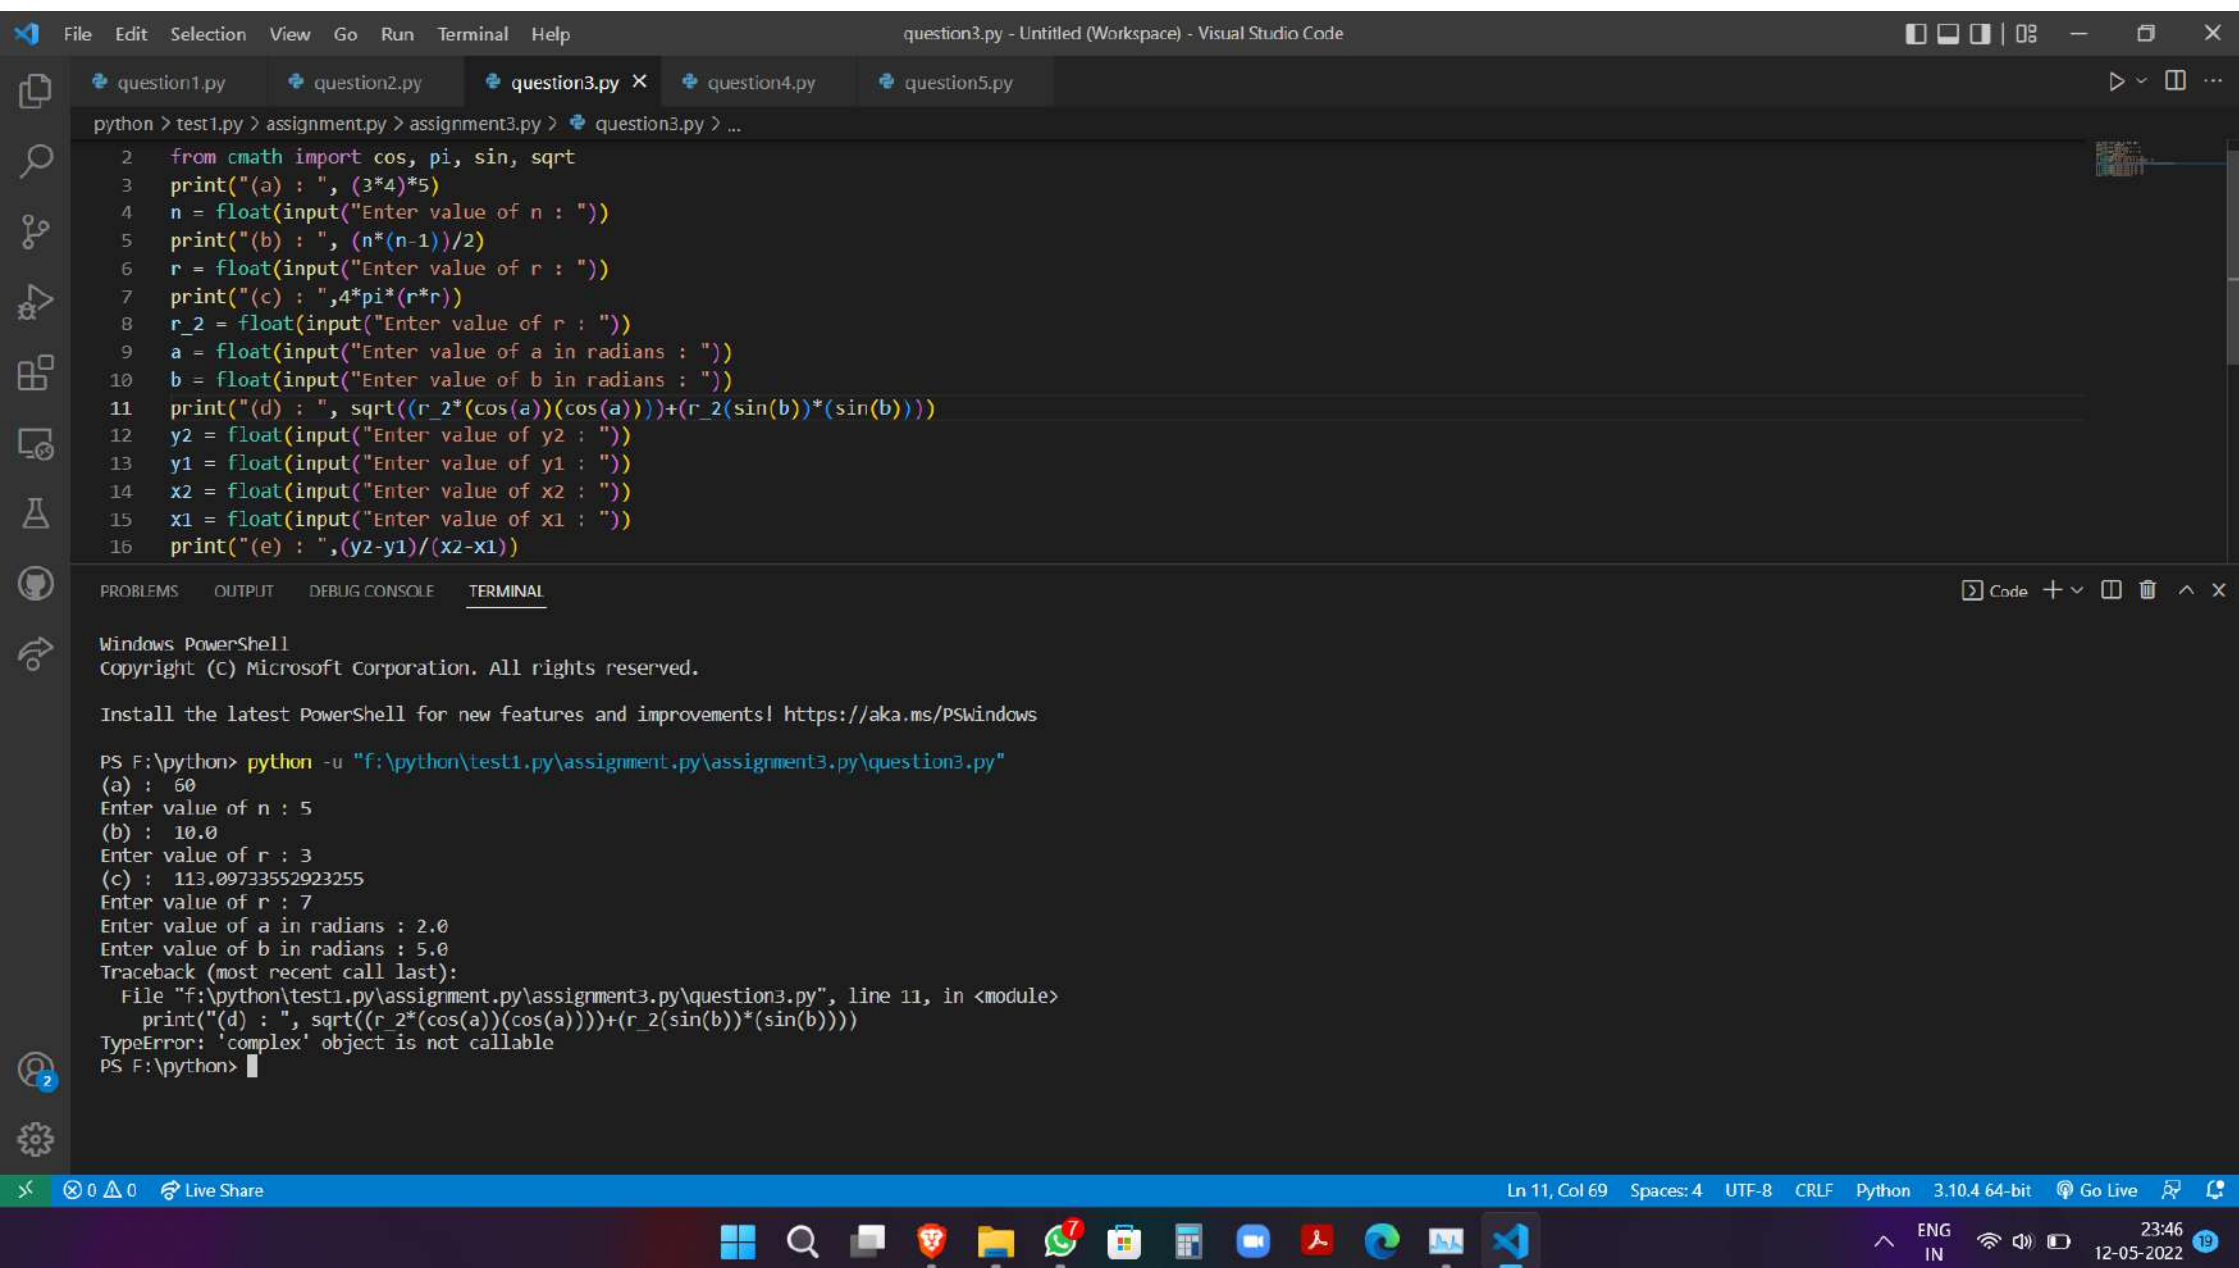 File Edit Selection View Go Run Terminal Help question3.py - Untitled (Workspace) - Visual Studio Code
question1.py question2.py question3.py question4.py question5.py
python > test1.py > assignment.py > assignment3.py > question3.py > ...
2 from cmath import cos, pi, sin, sqrt
3 print("(a) : ", (3*4)*5)
4 n = float(input("Enter value of n : "))
5 print("(b) : ", (n*(n-1))/2)
6 r = float(input("Enter value of r : "))
7 print("(c) : ",4*pi*(r*r))
8 r_2 = float(input("Enter value of r : "))
9 a = float(input("Enter value of a in radians : "))
10 b = float(input("Enter value of b in radians : "))
11 print("(d) : ", sqrt((r_2*(cos(a))(cos(a))))+(r_2(sin(b))*(sin(b))))
12 y2 = float(input("Enter value of y2 : "))
13 y1 = float(input("Enter value of y1 : "))
14 x2 = float(input("Enter value of x2 : "))
15 x1 = float(input("Enter value of x1 : "))
16 print("(e) : ",(y2-y1)/(x2-x1))
PROBLEMS OUTPUT DEBUG CONSOLE TERMINAL Code
Windows PowerShell
Copyright (C) Microsoft Corporation. All rights reserved.
Install the latest PowerShell for new features and improvements! https://aka.ms/PSWindows
PS F:\python> python -u "f:\python\test1.py\assignment.py\assignment3.py\question3.py"
(a) : 60
Enter value of n : 5
(b) : 10.0
Enter value of r : 3
(c) : 113.09733552923255
Enter value of r : 7
Enter value of a in radians : 2.0
Enter value of b in radians : 5.0
Traceback (most recent call last):
File "f:\python\test1.py\assignment.py\assignment3.py\question3.py", line 11, in <module>
print("(d) : ", sqrt((r_2*(cos(a))(cos(a))))+(r_2(sin(b))*(sin(b))))
TypeError: 'complex' object is not callable
PS F:\python>
2
0 0 Live Share Ln 11, Col 69 Spaces: 4 UTF-8 CRLF Python 3.10.4 64-bit Go Live
7
ENG
IN
23:46
12-05-2022
19